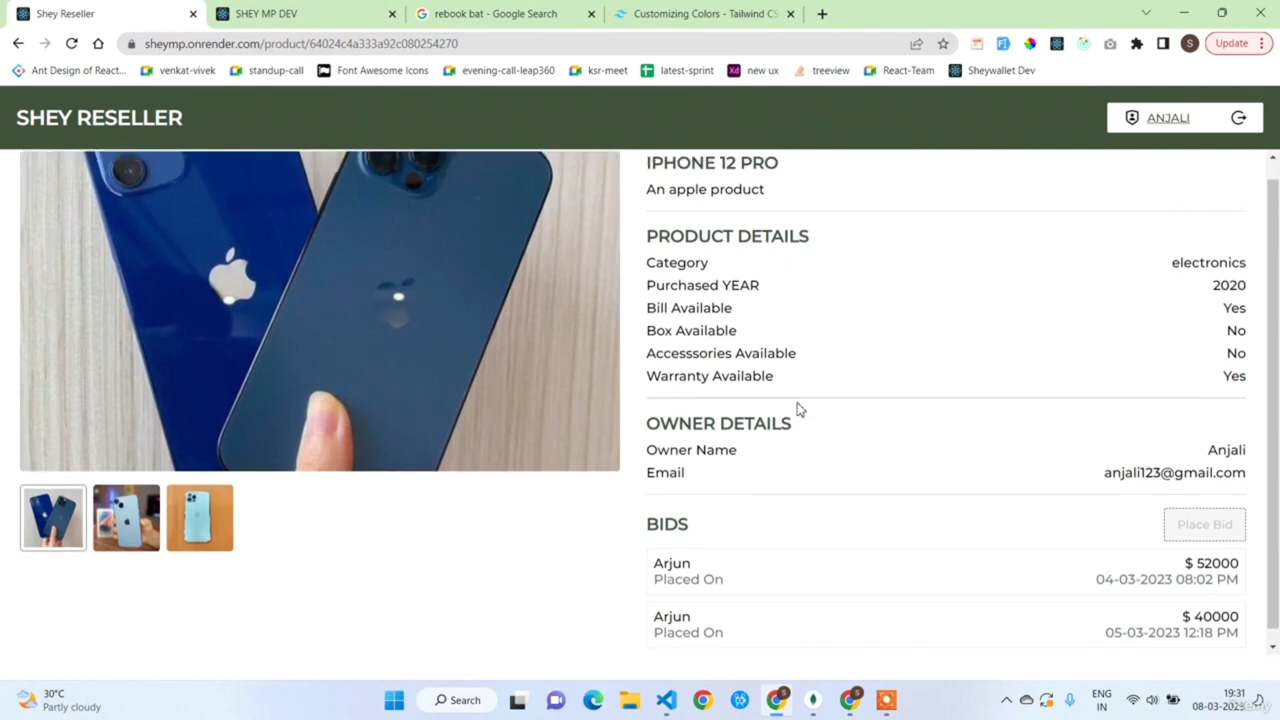 Shey Reseller
SHEY MP DEV
rebook bat - Google Search
Customizing Colors - Tailwind CS
sheymp.onrender.com/product/64024c4a333a92c080254270
S
Update
Ant Design of React...
venkat-vivek
standup-call
Font Awesome Icons
evening-call-leap360
ksr-meet
latest-sprint
new ux
treeview
React-Team
Sheywallet Dev
SHEY RESELLER
ANJALI
IPHONE 12 PRO
An apple product
PRODUCT DETAILS
Category electronics
Purchased YEAR 2020
Bill Available Yes
Box Available No
Accesssories Available No
Warranty Available Yes
OWNER DETAILS
Owner Name Anjali
Email anjali123@gmail.com
BIDS Place Bid
Arjun $ 52000
Placed On 04-03-2023 08:02 PM
Arjun $ 40000
Placed On 05-03-2023 12:18 PM
30°C
Partly cloudy
Search
ENG
IN
19:31
08-03-2023